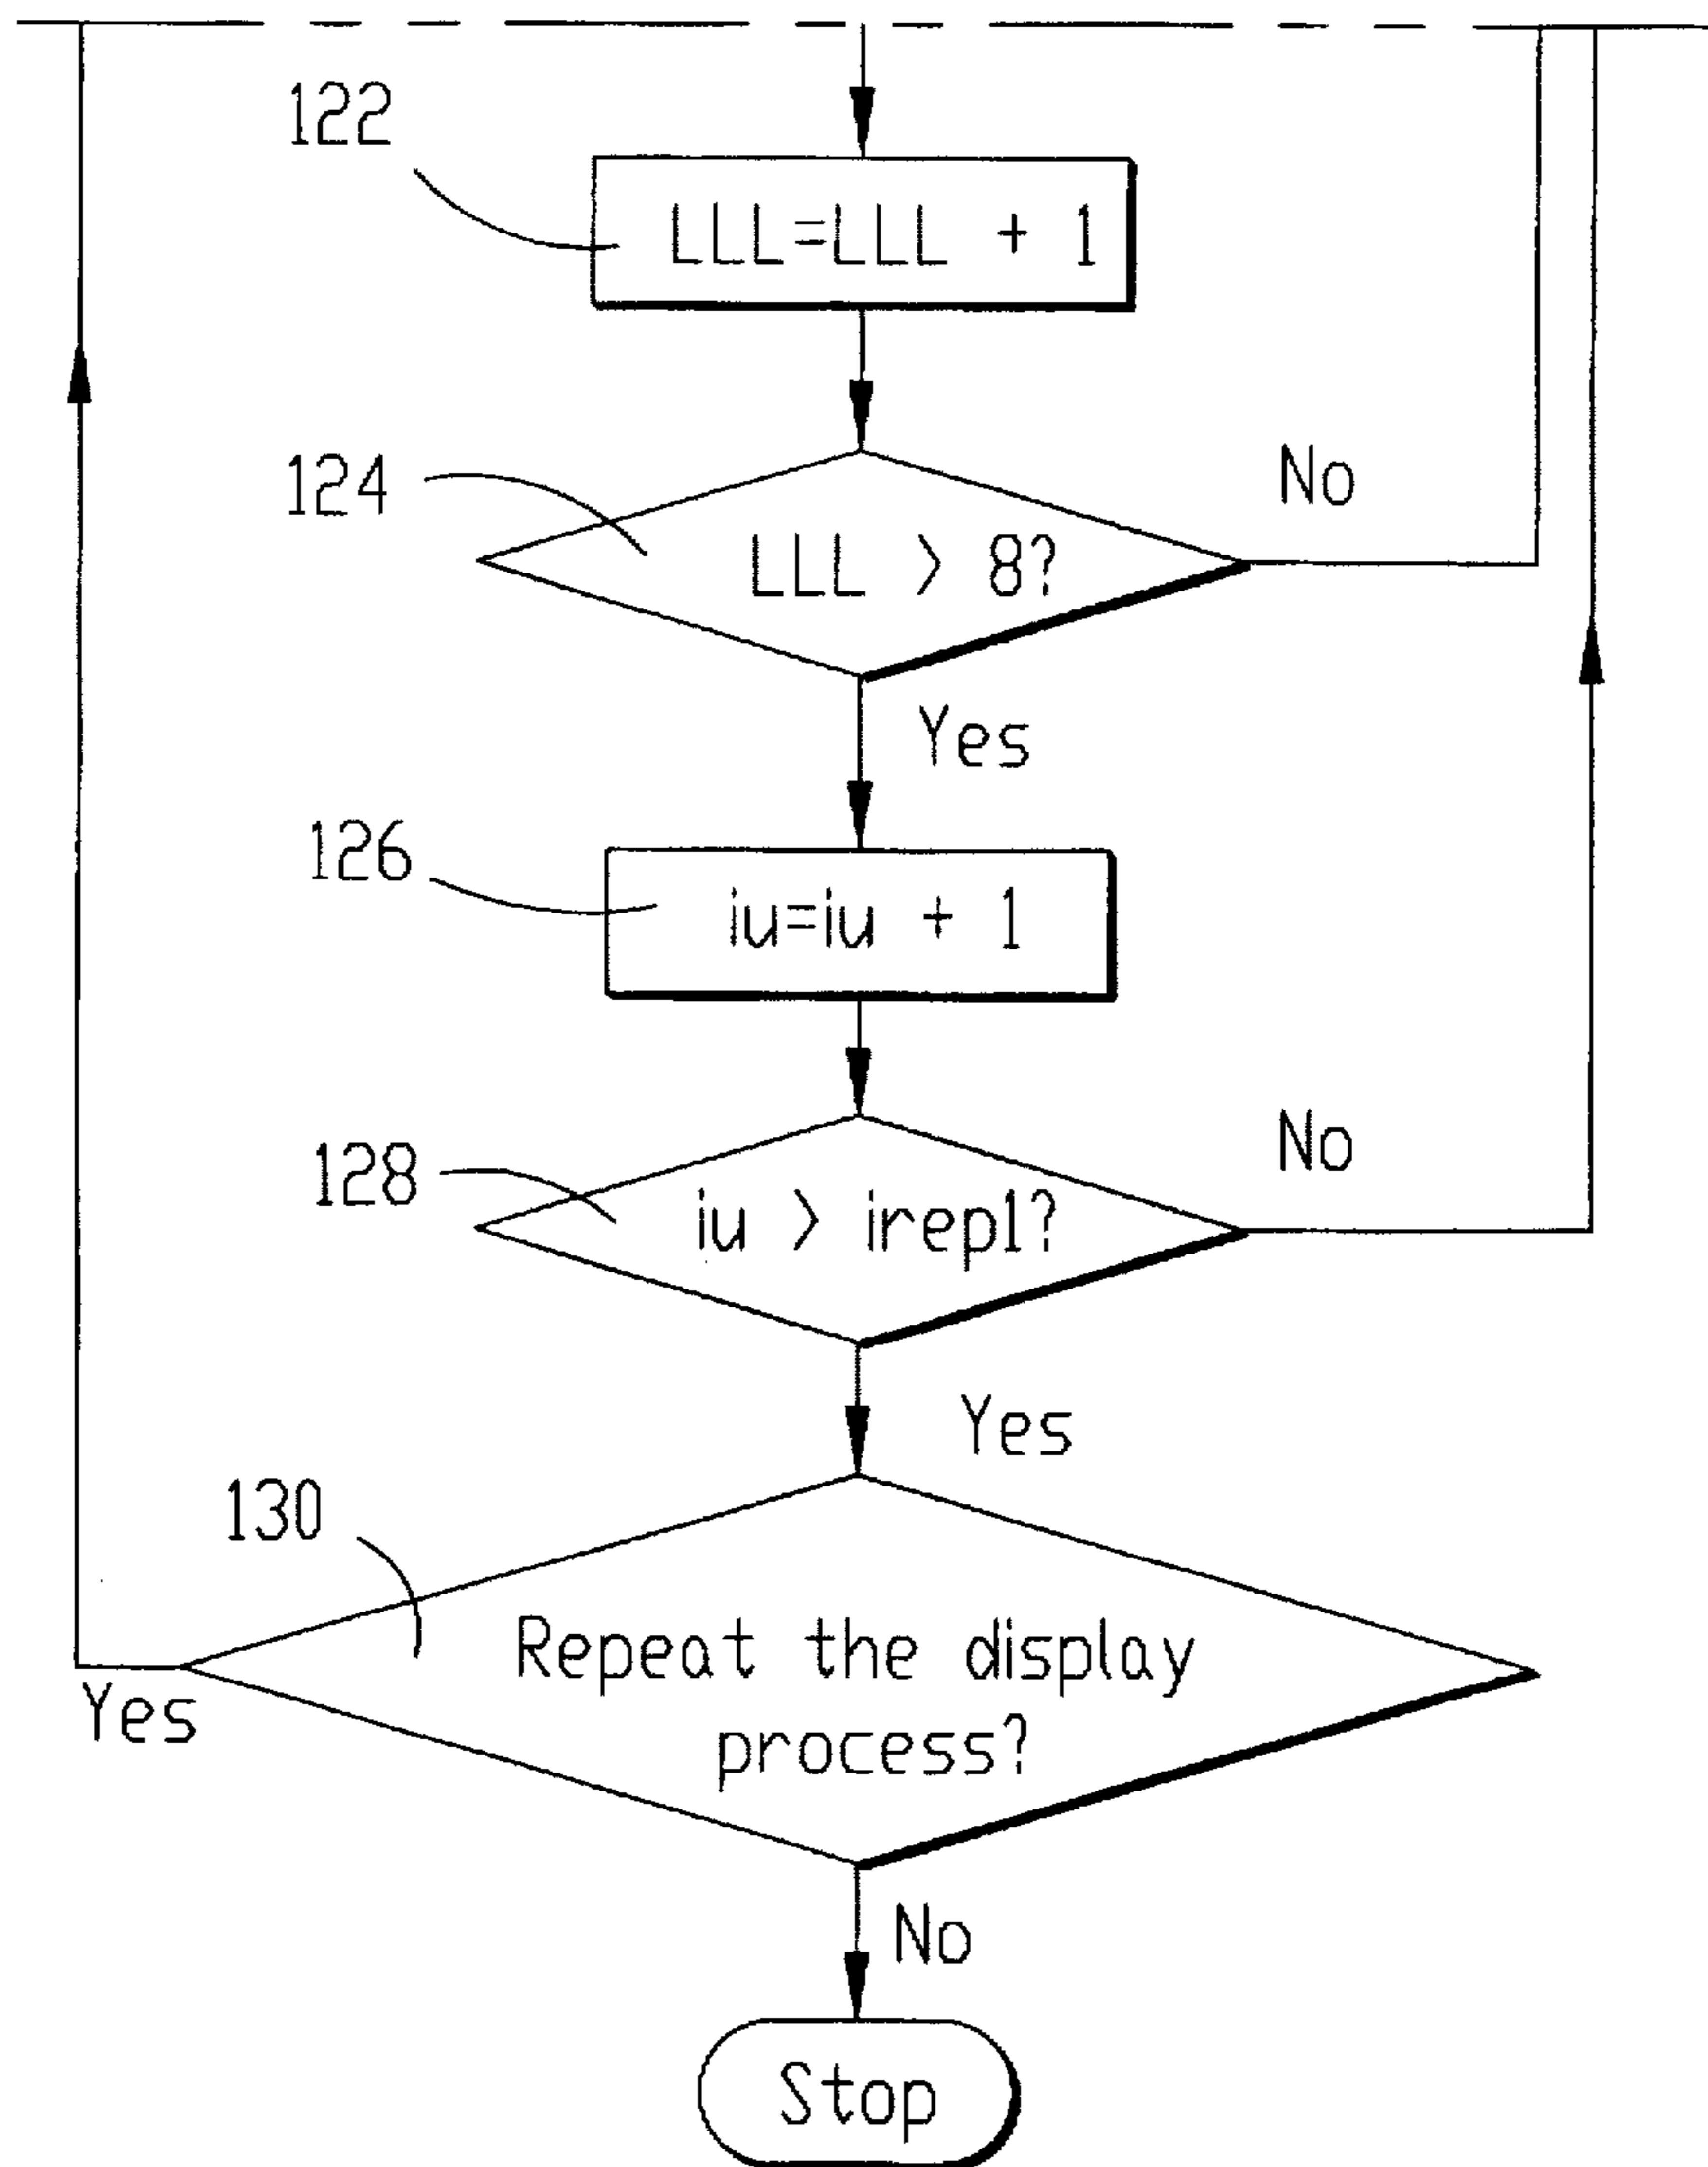 122
LLL=LLL + 1
124
LLL > 8?
No
Yes
126
iu=iu + 1
128
iu > irep1?
No
Yes
130
Repeat the display
process?
Yes
No
Stop